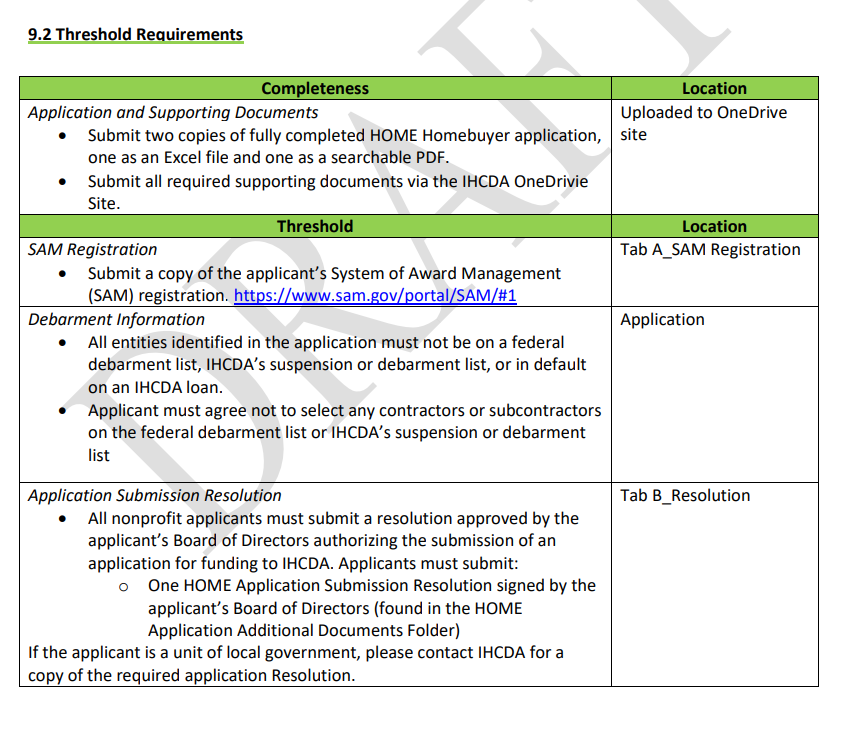 9.2 Threshold Requirements
Completeness
Location
Application and Supporting Documents
• Submit two copies of fully completed HOME Homebuyer application,
one as an Excel file and one as a searchable PDF.
• Submit all required supporting documents via the IHCDA OneDrivie
Site.
Uploaded to OneDrive
site
Threshold
Location
SAM Registration
• Submit a copy of the applicant's System of Award Management
(SAM) registration. https://www.sam.gov/portal/SAM/#1
Tab A_SAM Registration
Debarment Information
• All entities identified in the application must not be on a federal
debarment list, IHCDA's suspension or debarment list, or in default
on an IHCDA loan.
• Applicant must agree not to select any contractors or subcontractors
on the federal debarment list or IHCDA's suspension or debarment
list
Application
Application Submission Resolution
• All nonprofit applicants must submit a resolution approved by the
applicant's Board of Directors authorizing the submission of an
application for funding to IHCDA. Applicants must submit:
o One HOME Application Submission Resolution signed by the
applicant's Board of Directors (found in the HOME
Application Additional Documents Folder)
If the applicant is a unit of local government, please contact IHCDA for a
copy of the required application Resolution.
Tab B_Resolution
DRAFT